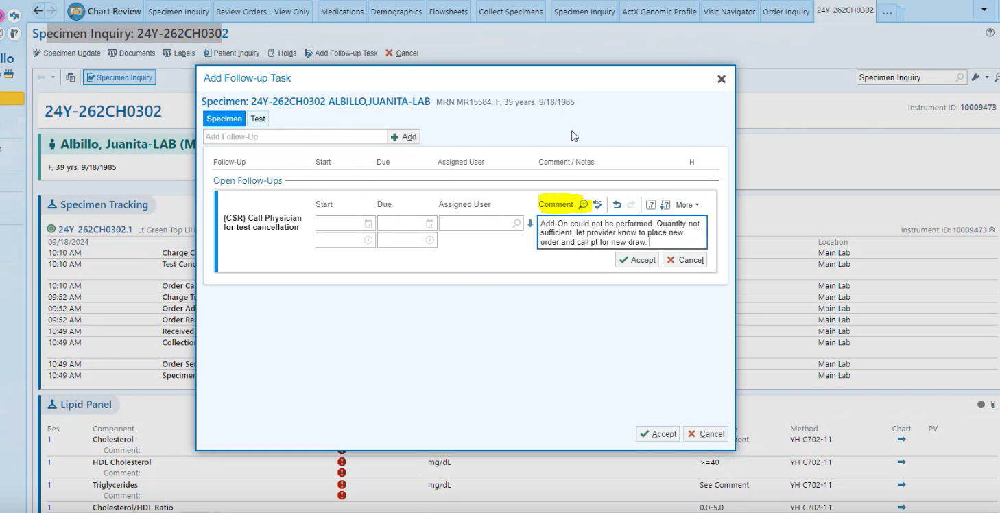 Chart Review Specimen Inquiry Review Orders - View Only Medications Demographics Flowsheets Collect Specimens Specimen Inquiry ActX Genomic Profile Visit Navigator Order Inquiry 24Y-262CH0302 ...
Specimen Inquiry: 24Y-262CH0302
Specimen Update Documents Labels Patient Inquiry Holds Add Follow-up Task Cancel
llo
Specimen Inquiry Specimen Inquiry
24Y-262CH0302 Instrument ID: 10009473
Albillo, Juanita-LAB (M
F, 39 yrs, 9/18/1985
Add Follow-up Task
Specimen: 24Y-262CH0302 ALBILLO,JUANITA-LAB MRN MR15584, F, 39 years, 9/18/1985
Specimen Test
Add Follow-Up Add
Follow-Up Start Due Assigned User Comment / Notes H
Open Follow-Ups
Start Due Assigned User Comment abc More
(CSR) Call Physician
for test cancellation
Add-On could not be performed. Quantity not
sufficient, let provider know to place new
order and call pt for new draw.
Accept Cancel
Accept Cancel
Specimen Tracking
24Y-262CH0302.1 Lt Green Top LiH Instrument ID: 10009473
09/18/2024 Location
10:10 AM Charge C Main Lab
10:10 AM Test Canc Main Lab
10:10 AM Order Ca Main Lab
09:52 AM Charge Tr Main Lab
09:52 AM Order Ad Main Lab
09:52 AM Order Res Main Lab
10:49 AM Received Main Lab
10:49 AM Collection Main Lab
10:49 AM Order Ser Main Lab
10:49 AM Specimen Main Lab
Lipid Panel
Res Component Method Chart PV
1 Cholesterol ment YH C702-11
Comment:
1 HDL Cholesterol mg/dL >=40 YH C702-11
Comment:
1 Triglycerides mg/dL See Comment YH C702-11
Comment:
1 Cholesterol/HDL Ratio 0.0-5.0 YH C702-11